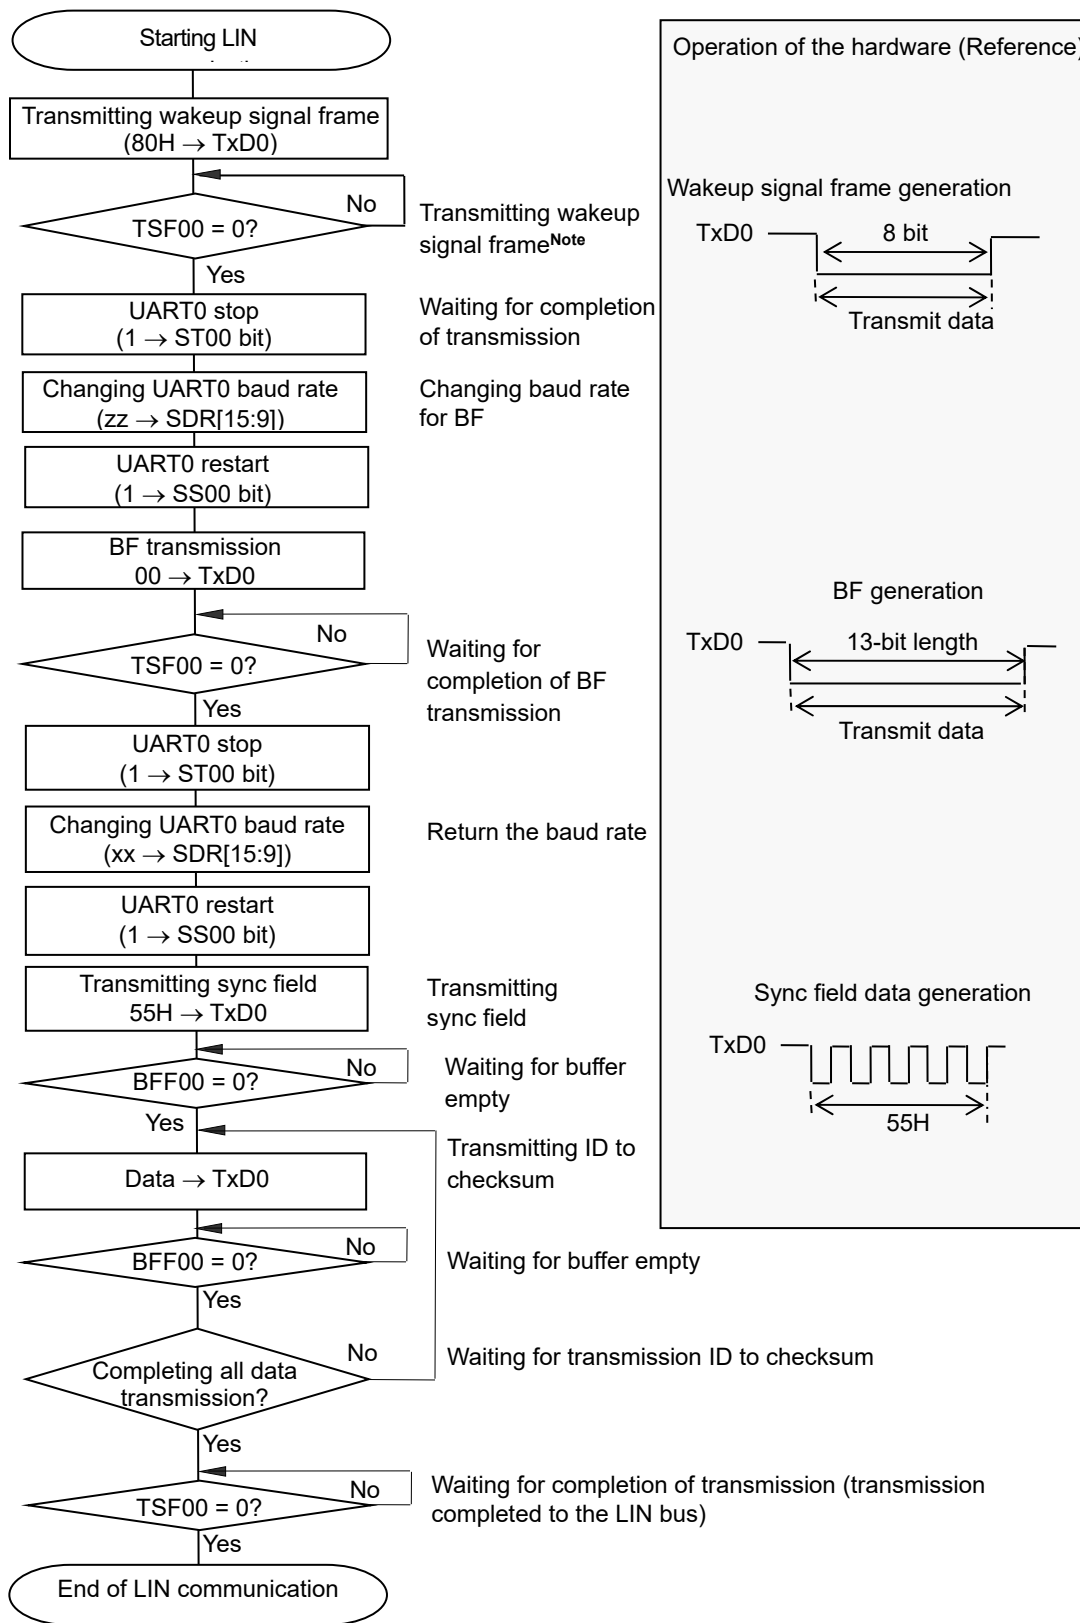 Starting LIN
Transmitting wakeup signal frame
(80H → TxD0)
TSF00 = 0?
No
Yes
Transmitting wakeup
signal frameNote
UART0 stop
(1 → ST00 bit)
Waiting for completion
of transmission
Changing UART0 baud rate
(zz → SDR[15:9])
Changing baud rate
for BF
UART0 restart
(1 → SS00 bit)
BF transmission
00 → TxD0
TSF00 = 0?
No
Yes
Waiting for
completion of BF
transmission
UART0 stop
(1 → ST00 bit)
Changing UART0 baud rate
(xx → SDR[15:9])
Return the baud rate
UART0 restart
(1 → SS00 bit)
Transmitting sync field
55H → TxD0
Transmitting
sync field
BFF00 = 0?
No
Yes
Waiting for buffer
empty
Data → TxD0
Transmitting ID to
checksum
BFF00 = 0?
No
Yes
Waiting for buffer empty
Completing all data
transmission?
No
Yes
Waiting for transmission ID to checksum
TSF00 = 0?
No
Yes
Waiting for completion of transmission (transmission
completed to the LIN bus)
End of LIN communication
Operation of the hardware (Reference)
Wakeup signal frame generation
TxD0
8 bit
Transmit data
BF generation
TxD0
13-bit length
Transmit data
Sync field data generation
TxD0
55H